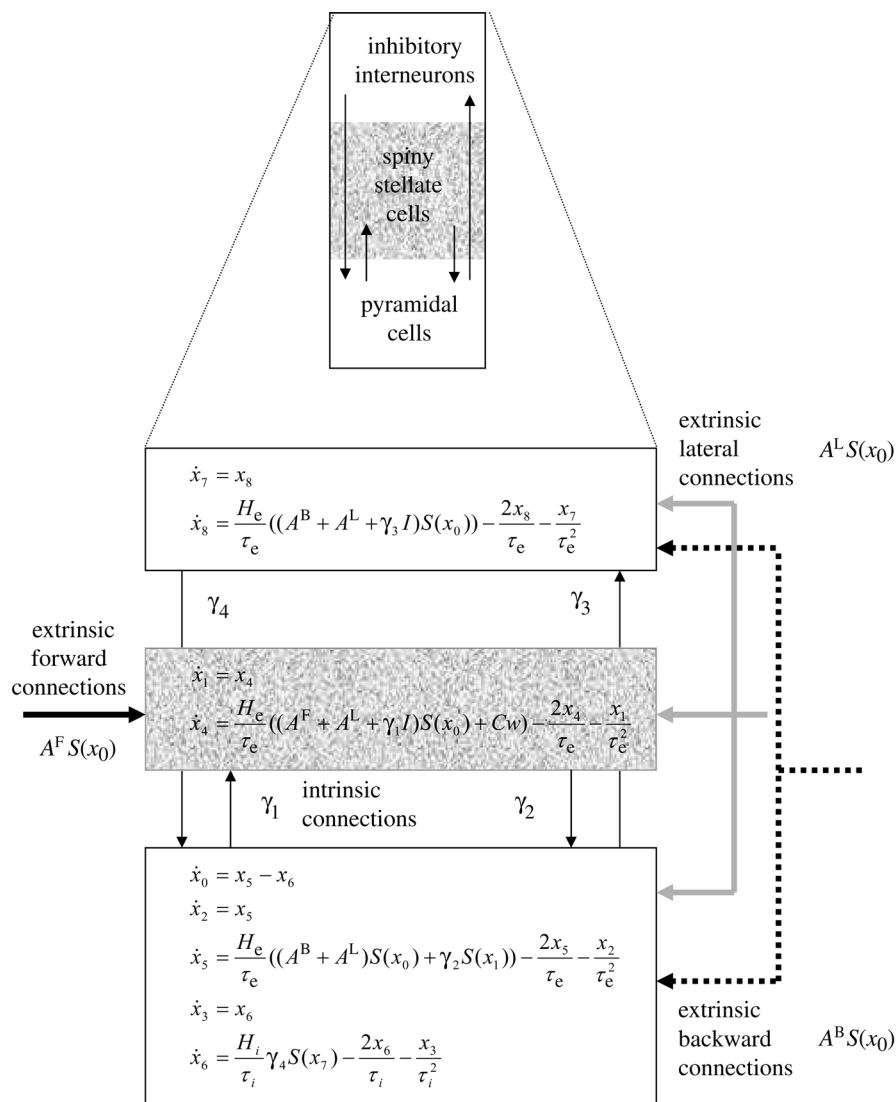 inhibitory
interneurons
spiny
stellate
cells
pyramidal
cells
extrinsic
lateral
connections
A^L S(x_0)
ẋ_7 = x_8
ẋ_8 = H_e/τ_e ((A^B + A^L + γ_3 I)S(x_0)) − 2x_8/τ_e − x_7/τ_e^2
γ_4
γ_3
extrinsic
forward
connections
A^F S(x_0)
ẋ_1 = x_4
ẋ_4 = H_e/τ_e ((A^F + A^L + γ_1 I)S(x_0) + Cw) − 2x_4/τ_e − x_1/τ_e^2
γ_1
intrinsic
connections
γ_2
ẋ_0 = x_5 − x_6
ẋ_2 = x_5
ẋ_5 = H_e/τ_e ((A^B + A^L)S(x_0) + γ_2 S(x_1)) − 2x_5/τ_e − x_2/τ_e^2
ẋ_3 = x_6
ẋ_6 = H_i/τ_i γ_4 S(x_7) − 2x_6/τ_i − x_3/τ_i^2
extrinsic
backward
connections
A^B S(x_0)